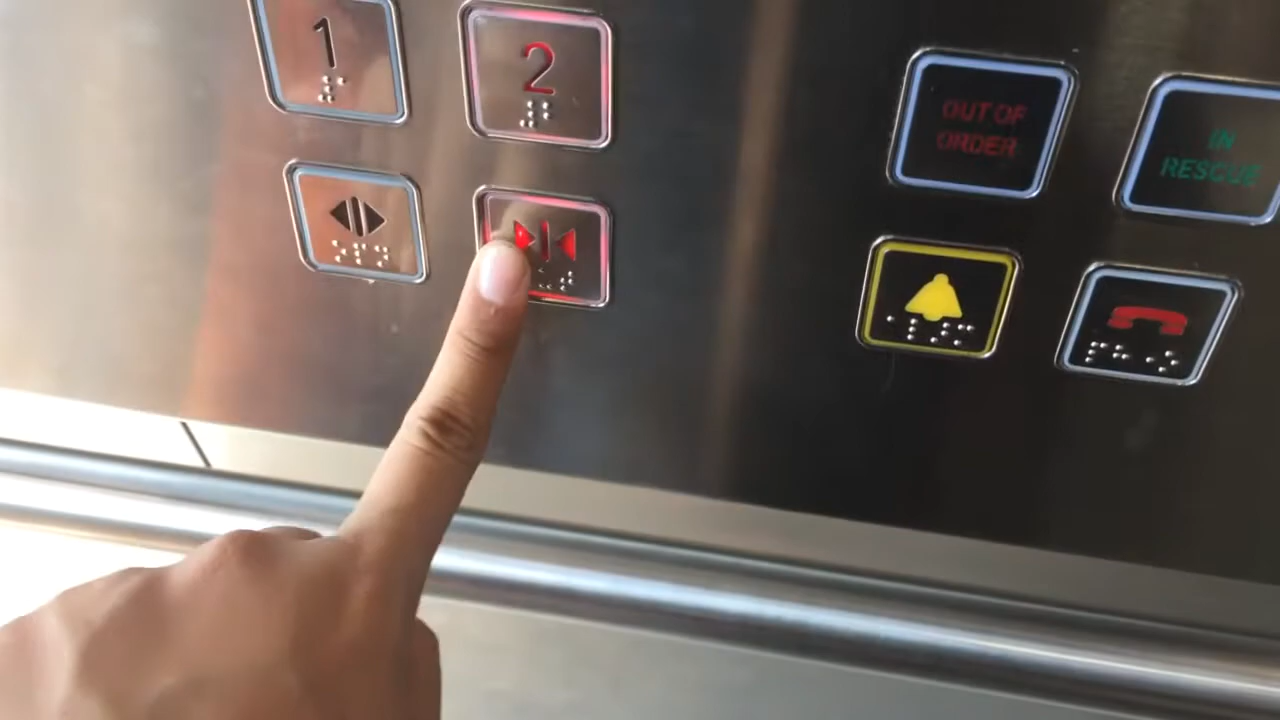 1
2
OUT OF
ORDER
IN
RESCUE